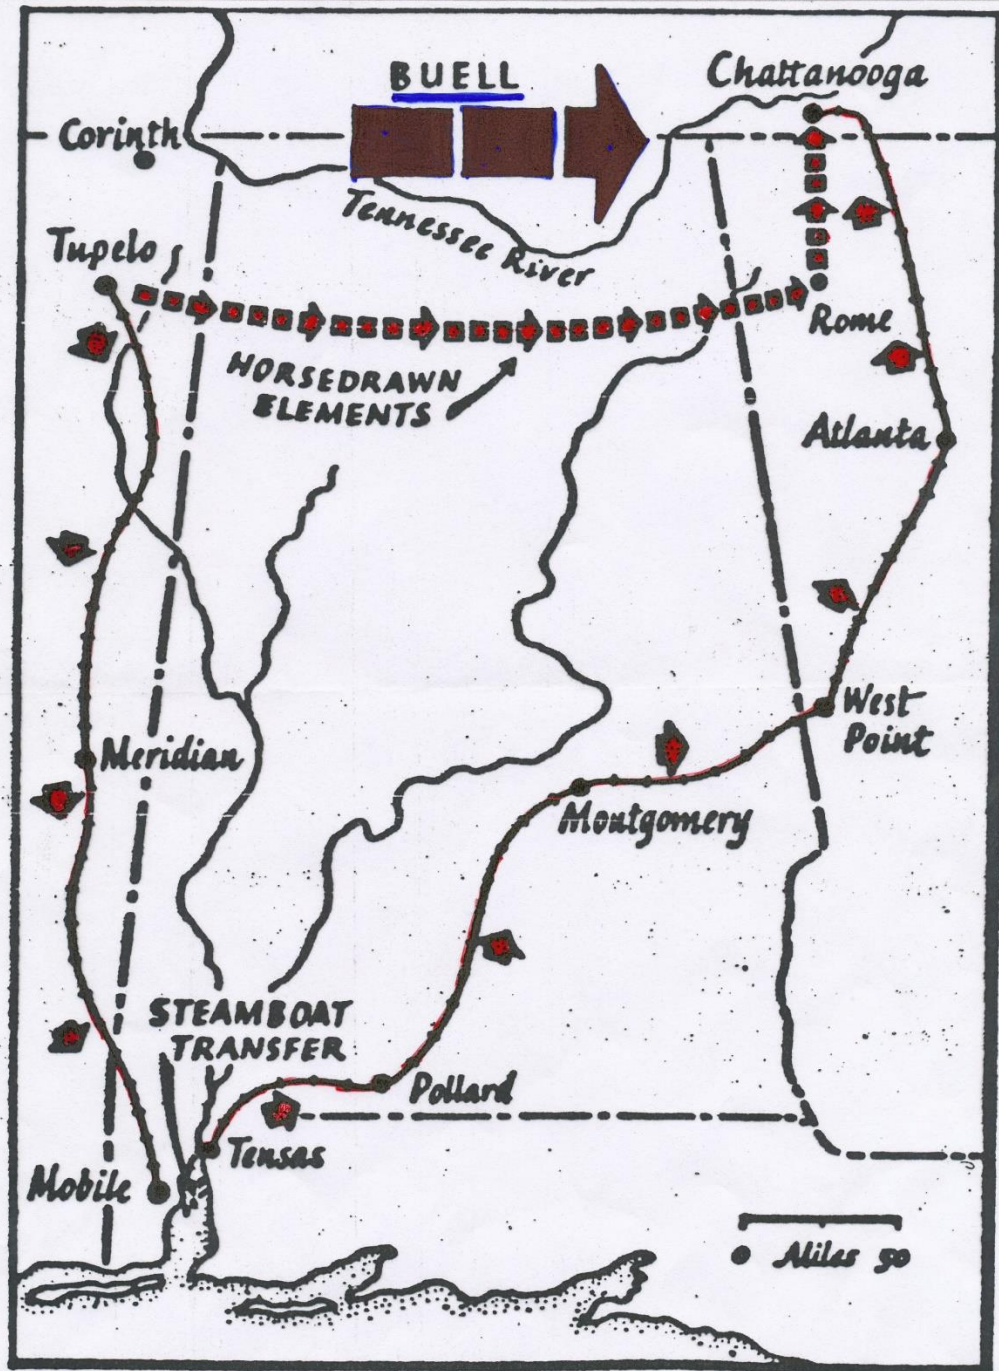 BUELL
Chattanooga
Corinth
Tennessee River
Tupelo
Rome
HORSEDRAWN
ELEMENTS
Atlanta
West
Point
Meridian
Montgomery
STEAMBOAT
TRANSFER
Pollard
Tensas
Mobile
Miles 50